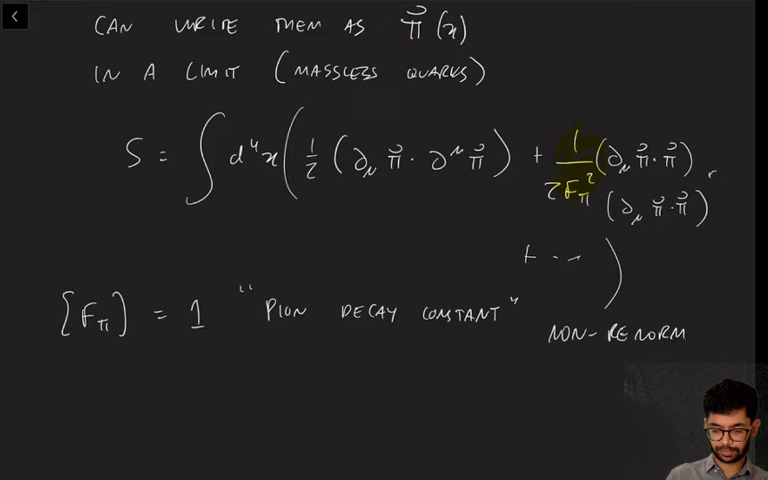 CAN WRITE THEM AS π⃗(x)
IN A LIMIT (MASSLESS QUARKS)
S = ∫ d⁴x ( 1/2 (∂_μ π⃗ · ∂^μ π⃗) + 1/(2F_π²) (∂_μ π⃗ · π⃗) ·
(∂_μ π⃗ · π⃗)
+ ... )
[F_π] = 1 "PION DECAY CONSTANT"
NON-RENORM